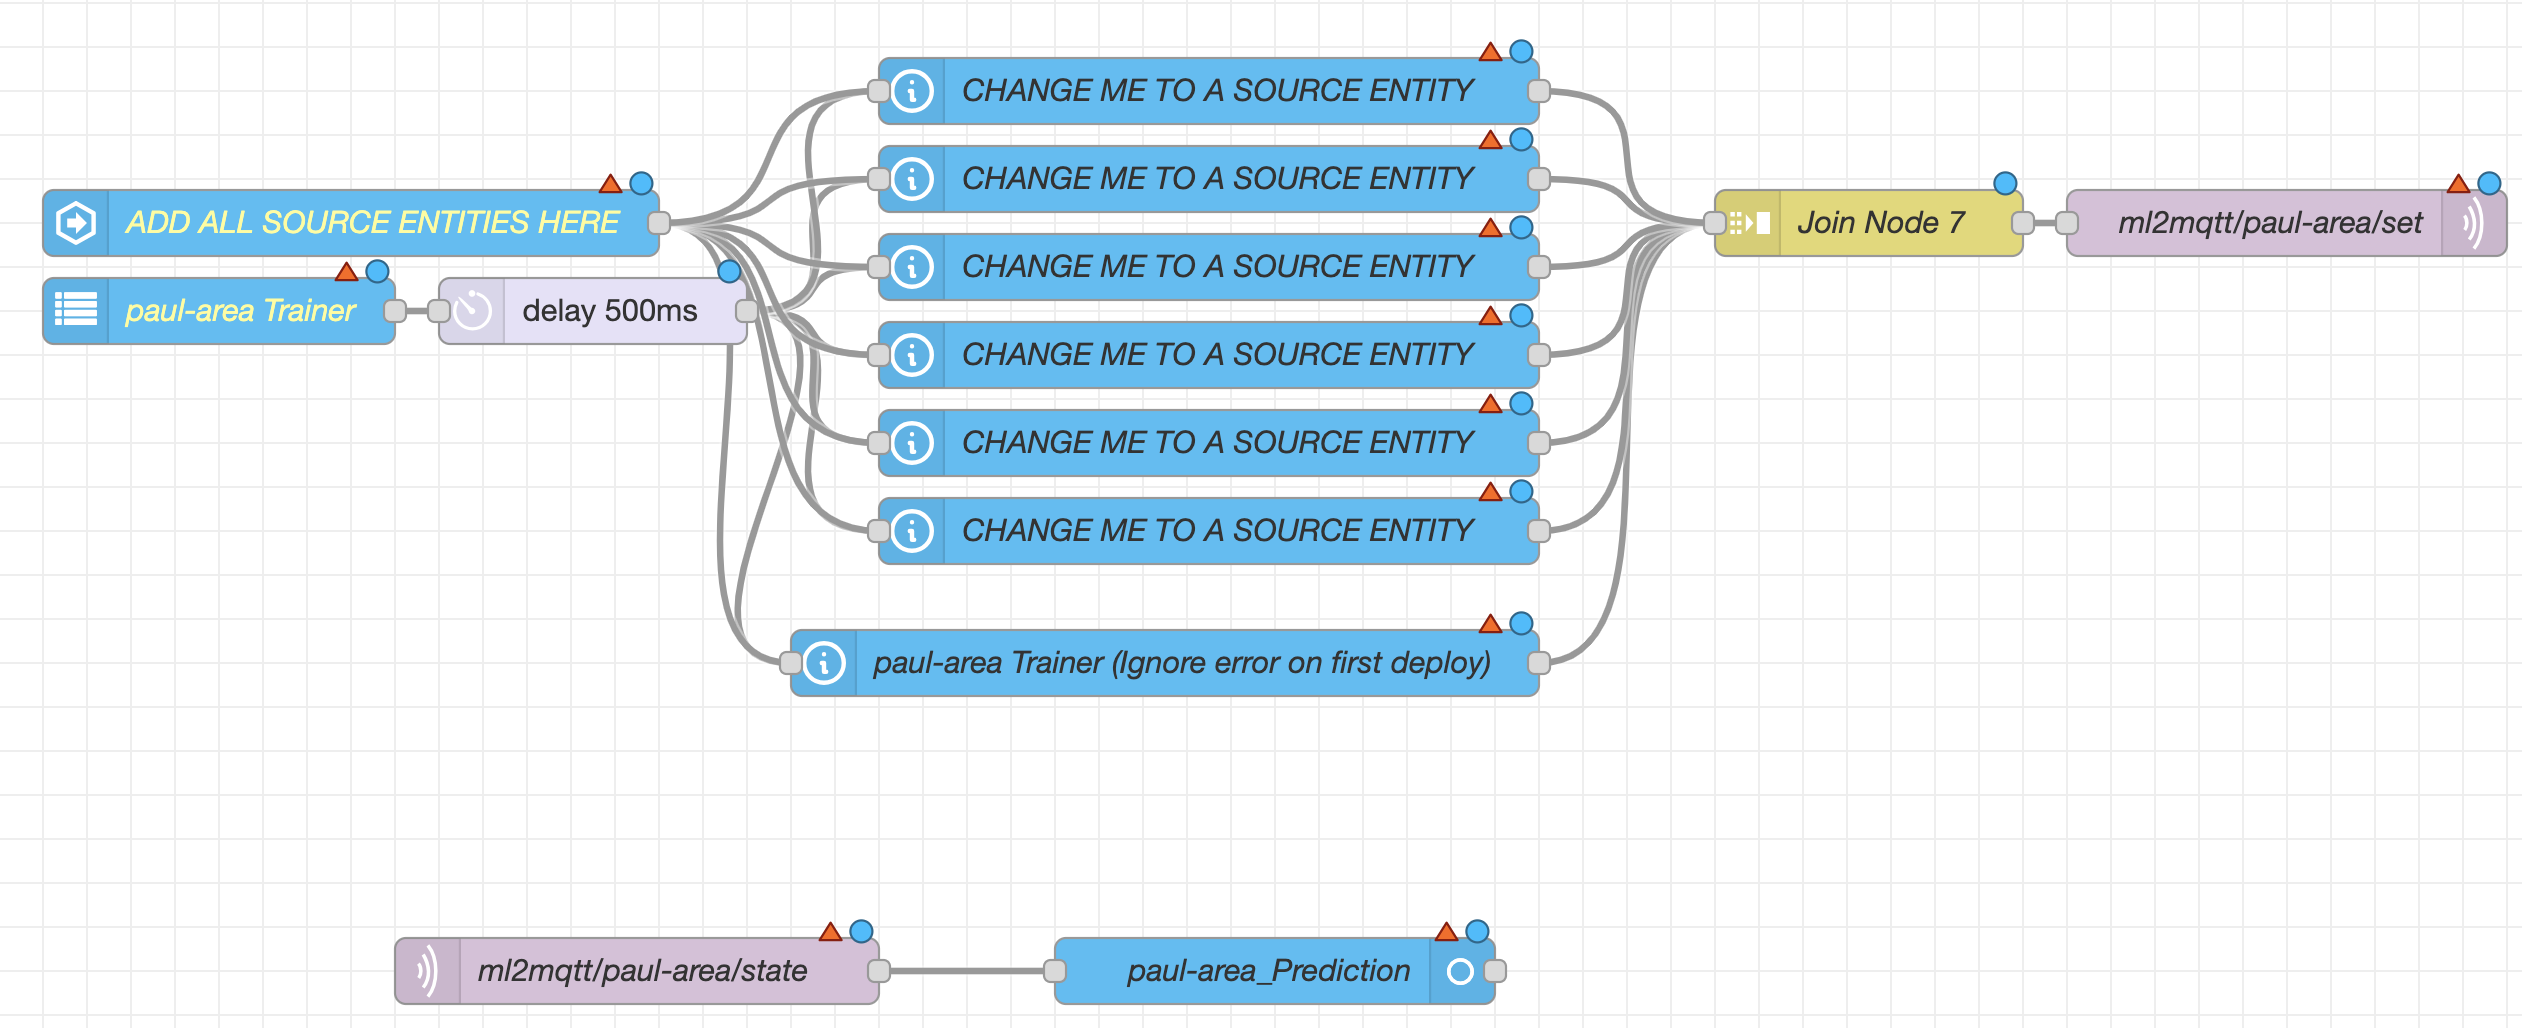 CHANGE ME TO A SOURCE ENTITY
CHANGE ME TO A SOURCE ENTITY
ADD ALL SOURCE ENTITIES HERE
Join Node 7
ml2mqtt/paul-area/set
CHANGE ME TO A SOURCE ENTITY
paul-area Trainer
delay 500ms
CHANGE ME TO A SOURCE ENTITY
CHANGE ME TO A SOURCE ENTITY
CHANGE ME TO A SOURCE ENTITY
paul-area Trainer (Ignore error on first deploy)
ml2mqtt/paul-area/state
paul-area_Prediction